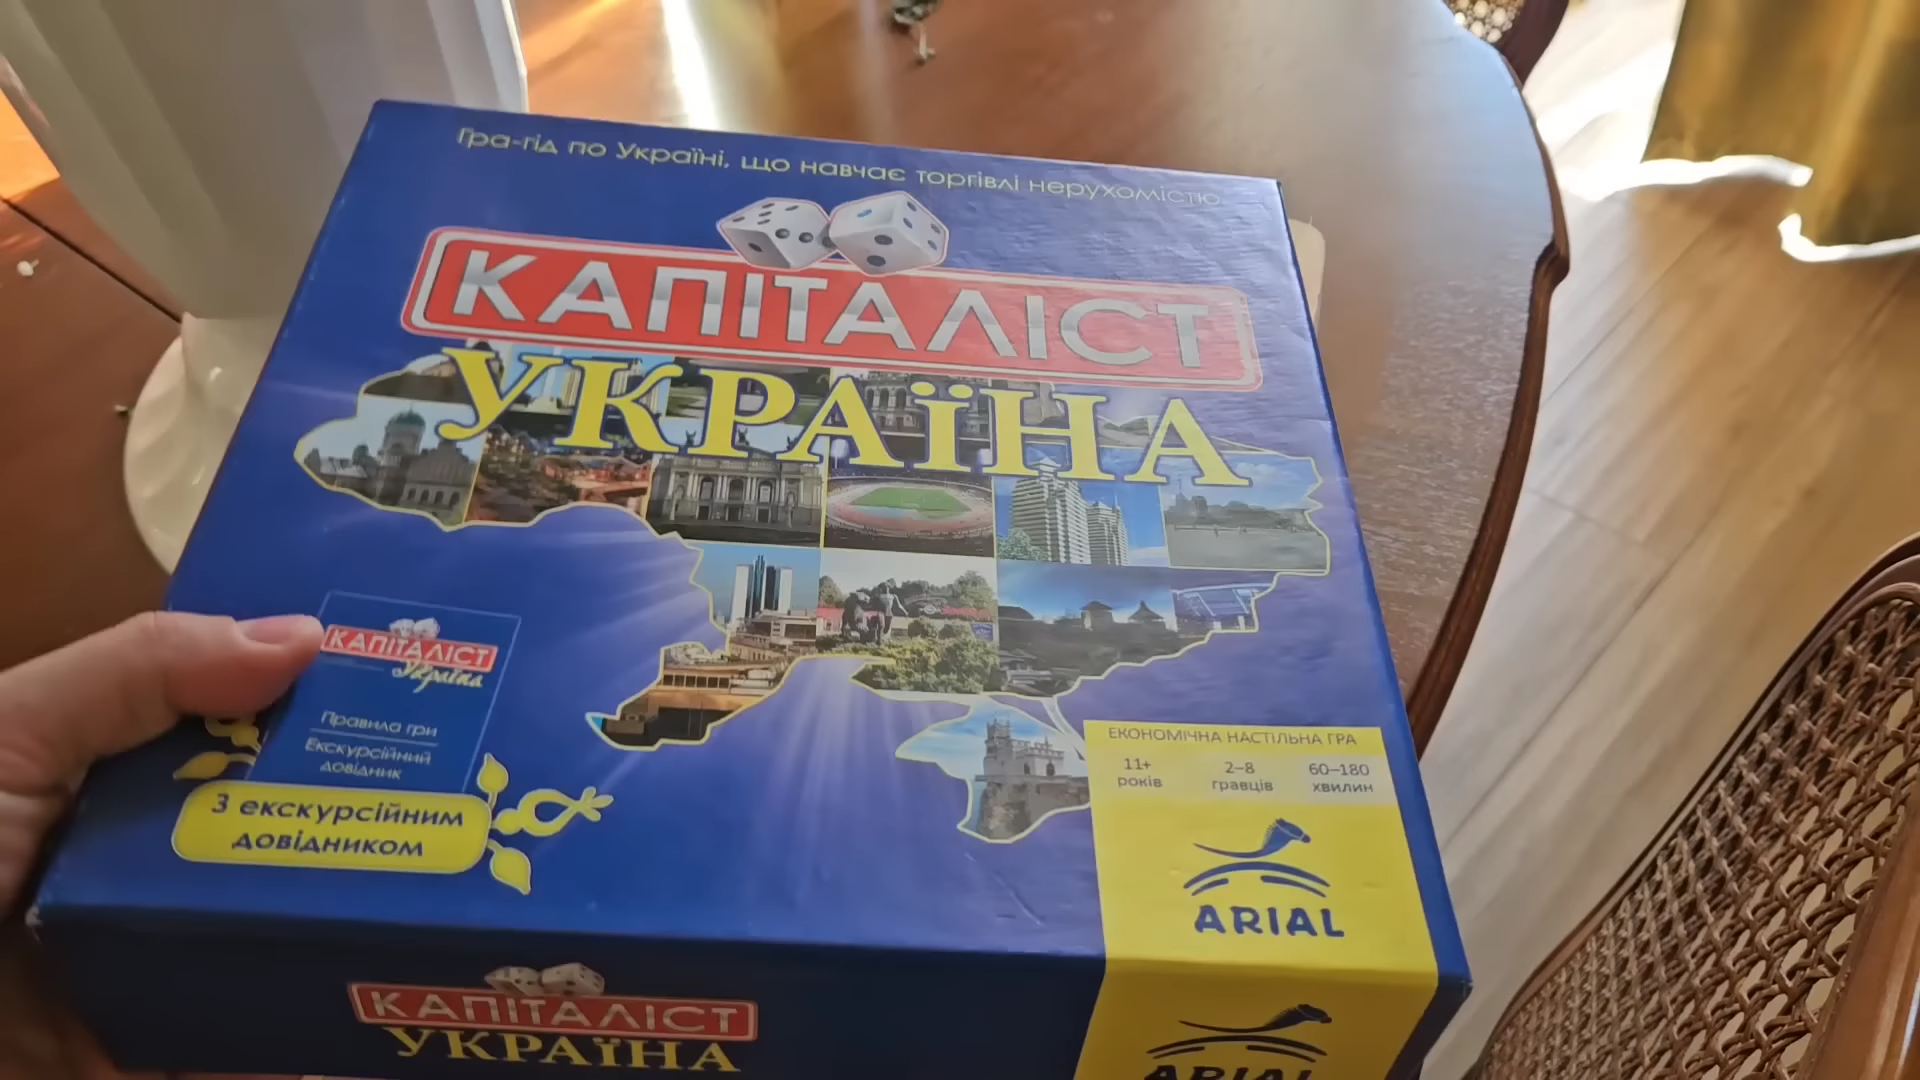 Гра-гід по Україні, що навчає торгівлі нерухомістю
КАПІТАЛІСТ
УКРАЇНА
КАПІТАЛІСТ
Україна
Правила гри
Екскурсійний
довідник
З екскурсійним
довідником
ЕКОНОМІЧНА НАСТІЛЬНА ГРА
11+ 2–8 60–180
років гравців хвилин
ARIAL
КАПІТАЛІСТ
УКРАЇНА
ARIAL